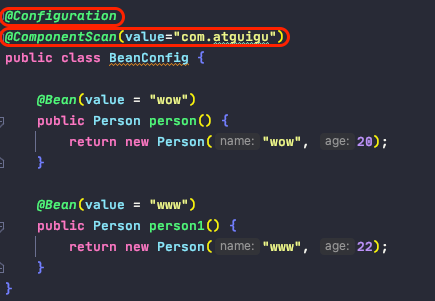 @Configuration
@ComponentScan(value="com.atguigu")
public class BeanConfig {
@Bean(value = "wow")
public Person person() {
return new Person( name: "wow", age: 20);
}
@Bean(value = "www")
public Person person1() {
return new Person( name: "www", age: 22);
}
}